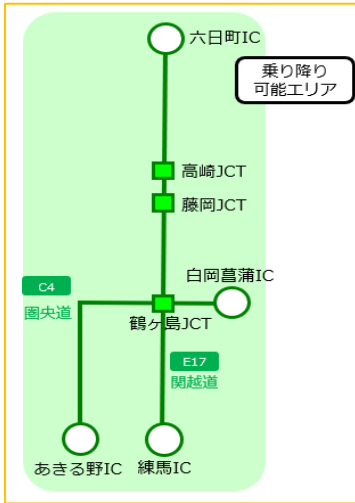 六日町IC
乗り降り
可能エリア
高崎JCT
藤岡JCT
白岡菖蒲IC
C4
圏央道
鶴ヶ島JCT
E17
関越道
あきる野IC
練馬IC